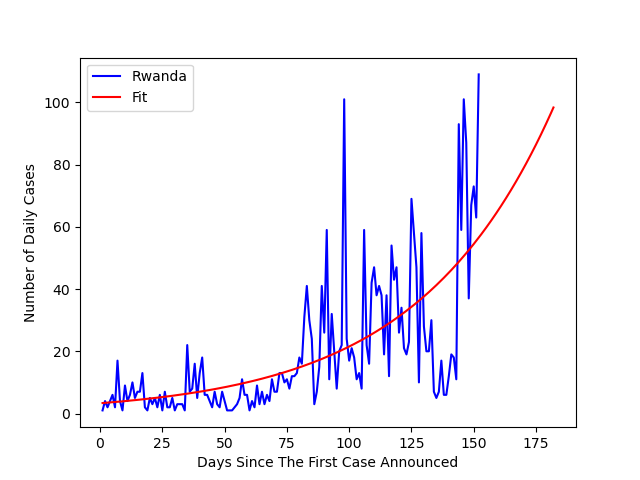 Rwanda
Fit
Number of Daily Cases
100
80
60
40
20
0
0 25 50 75 100 125 150 175
Days Since The First Case Announced